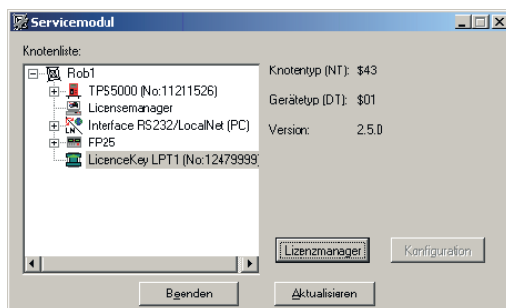 Servicemodul
Knotenliste:
Rob1
TPS5000 (No:11211526)
Licensemanager
Interface RS232/LocalNet (PC)
FP25
LicenceKey LPT1 (No:12479999)
Knotentyp (NT): $43
Gerätetyp (DT): $01
Version: 2.5.0
Lizenzmanager
Konfiguration
Beenden
Aktualisieren